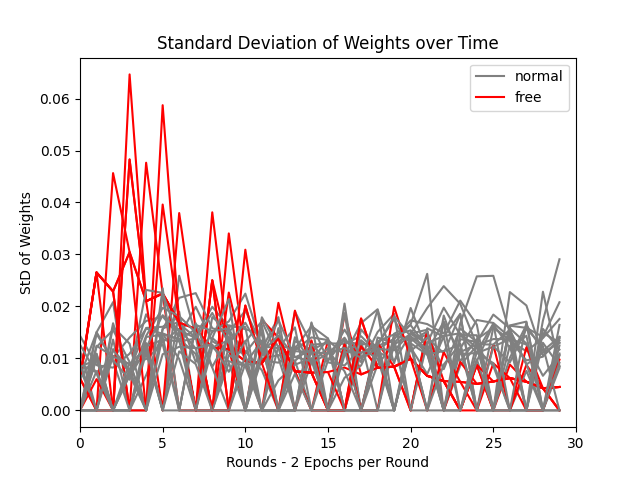 Standard Deviation of Weights over Time
normal
free
0.06
0.05
0.04
0.03
0.02
0.01
0.00
StD of Weights
0 5 10 15 20 25 30
Rounds - 2 Epochs per Round